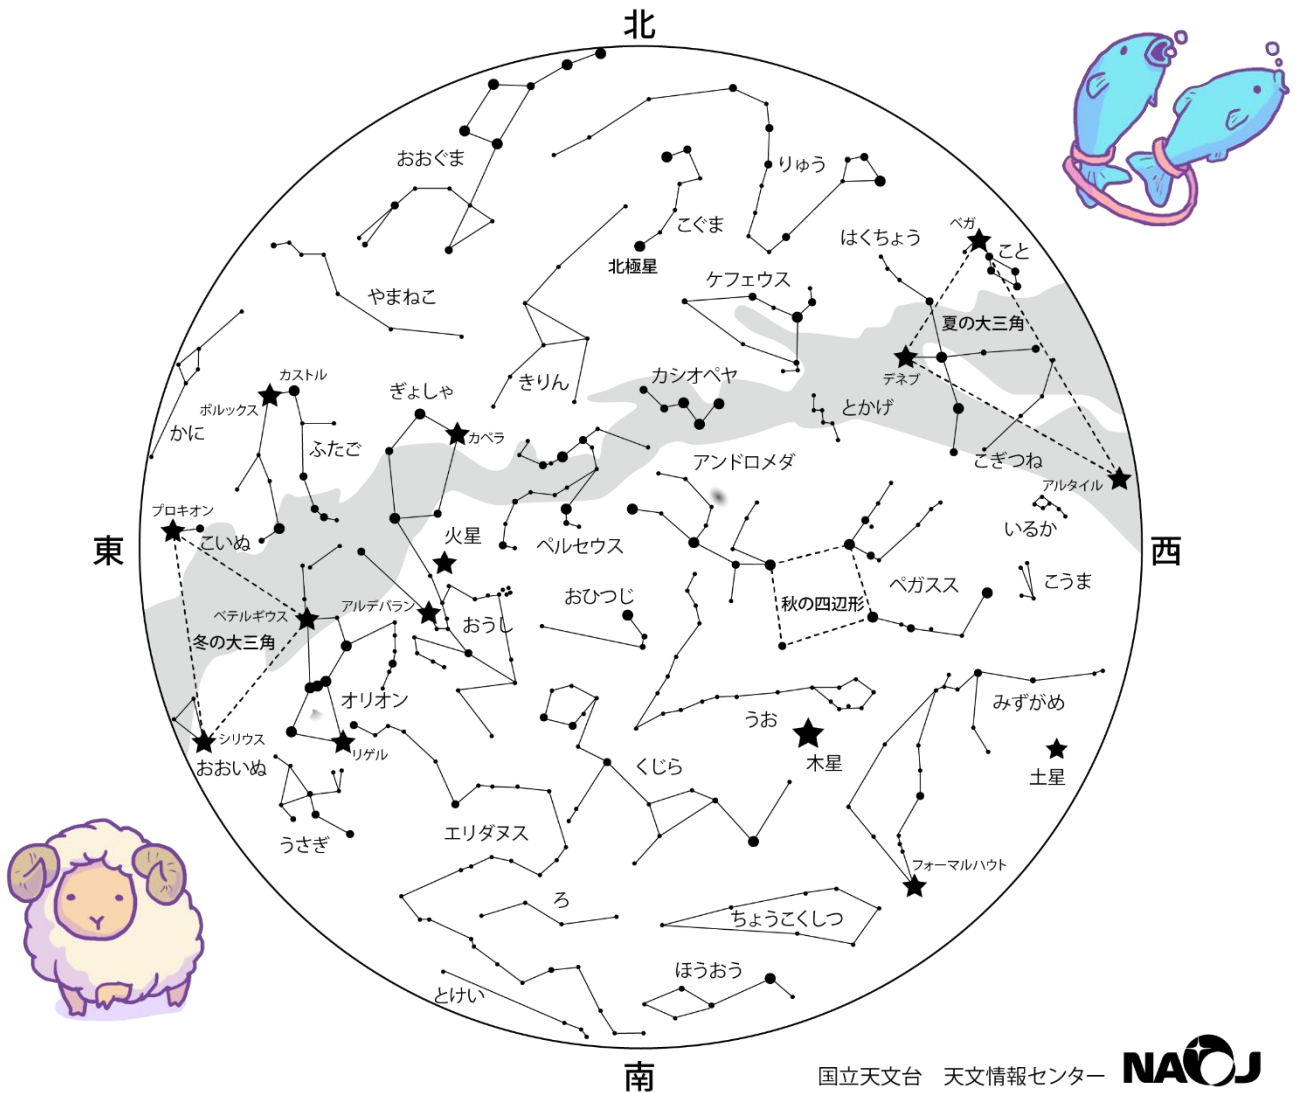 北
おおぐま
りゅう
こぐま
北極星
はくちょう
ベガ
こと
ケフェウス
やまねこ
夏の大三角
カストル
ポルックス
ぎょしゃ
きりん
カシオペヤ
デネブ
とかげ
かに
ふたご
カペラ
アンドロメダ
こぎつね
アルタイル
プロキオン
こいぬ
東
火星
ペルセウス
いるか
西
ベテルギウス
アルデバラン
おうし
おひつじ
秋の四辺形
ペガスス
こうま
冬の大三角
オリオン
うお
みずがめ
シリウス
おおいぬ
リゲル
くじら
木星
土星
うさぎ
エリダヌス
フォーマルハウト
ろ
ちょうこくしつ
とけい
ほうおう
南
国立天文台 天文情報センター NAOJ